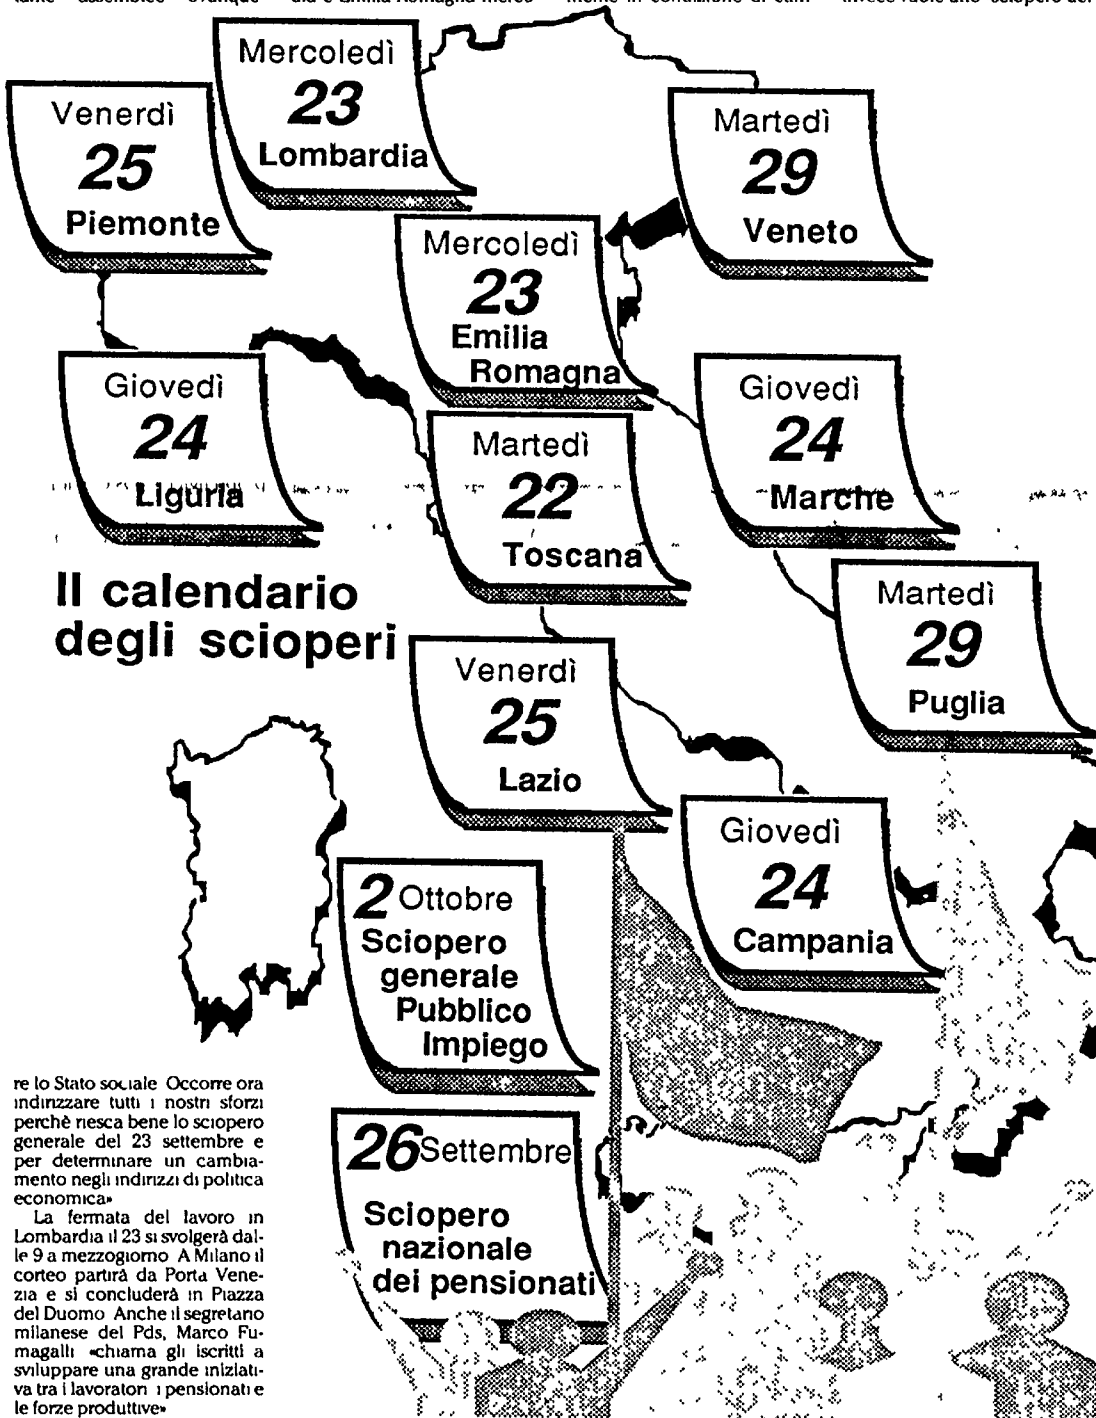 Mercoledì
23
Lombardia
Venerdì
25
Piemonte
Martedì
29
Veneto
Mercoledì
23
Emilia
Romagna
Giovedì
24
Liguria
Martedì
22
Toscana
Giovedì
24
Marche
Il calendario
degli scioperi
Martedì
29
Puglia
Venerdì
25
Lazio
Giovedì
24
Campania
2 Ottobre
Sciopero
generale
Pubblico
Impiego
26 Settembre
Sciopero
nazionale
dei pensionati
re lo Stato sociale Occorre ora
indirizzare tutti i nostri sforzi
perchè riesca bene lo sciopero
generale del 23 settembre e
per determinare un cambia-
mento negli indirizzi di politica
economica»
La fermata del lavoro in
Lombardia il 23 si svolgerà dal-
le 9 a mezzogiorno A Milano il
corteo partirà da Porta Vene-
zia e si concluderà in Piazza
del Duomo Anche il segretario
milanese del Pds, Marco Fu-
magalli «chiama gli iscritti a
sviluppare una grande iniziati-
va tra i lavoratori i pensionati e
le forze produttive»